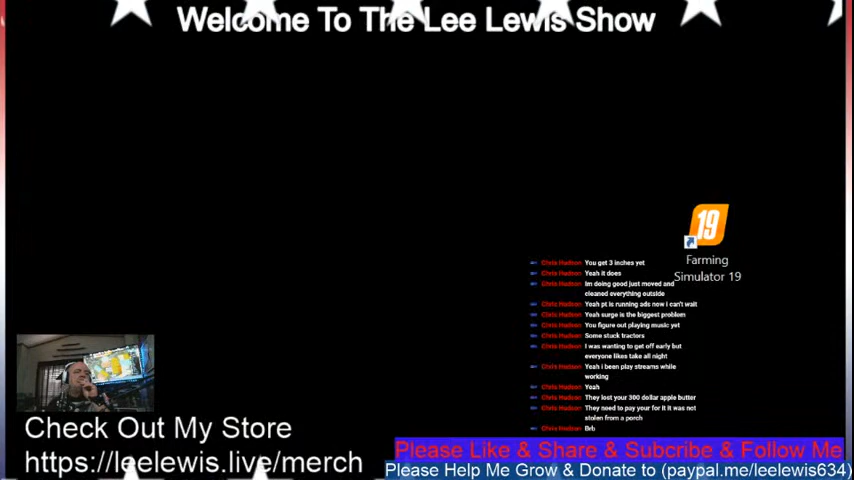 Welcome To The Lee Lewis Show
19
Farming
Simulator 19
Chris Hudson You get 3 inches yet
Chris Hudson Yeah it does
Chris Hudson Im doing good just moved and
cleaned everything outside
Chris Hudson Yeah pt is running ads now i can't wait
Chris Hudson Yeah surge is the biggest problem
Chris Hudson You figure out playing music yet
Chris Hudson Some stuck tractors
Chris Hudson I was wanting to get off early but
everyone likes take all night
Chris Hudson Yeah i been play streams while
working
Chris Hudson Yeah
Chris Hudson They lost your 300 dollar apple butter
Chris Hudson They need to pay your for it it was not
stolen from a porch
Chris Hudson Brb
Check Out My Store
https://leelewis.live/merch
Please Like & Share & Subcribe & Follow Me
Please Help Me Grow & Donate to (paypal.me/leelewis634)